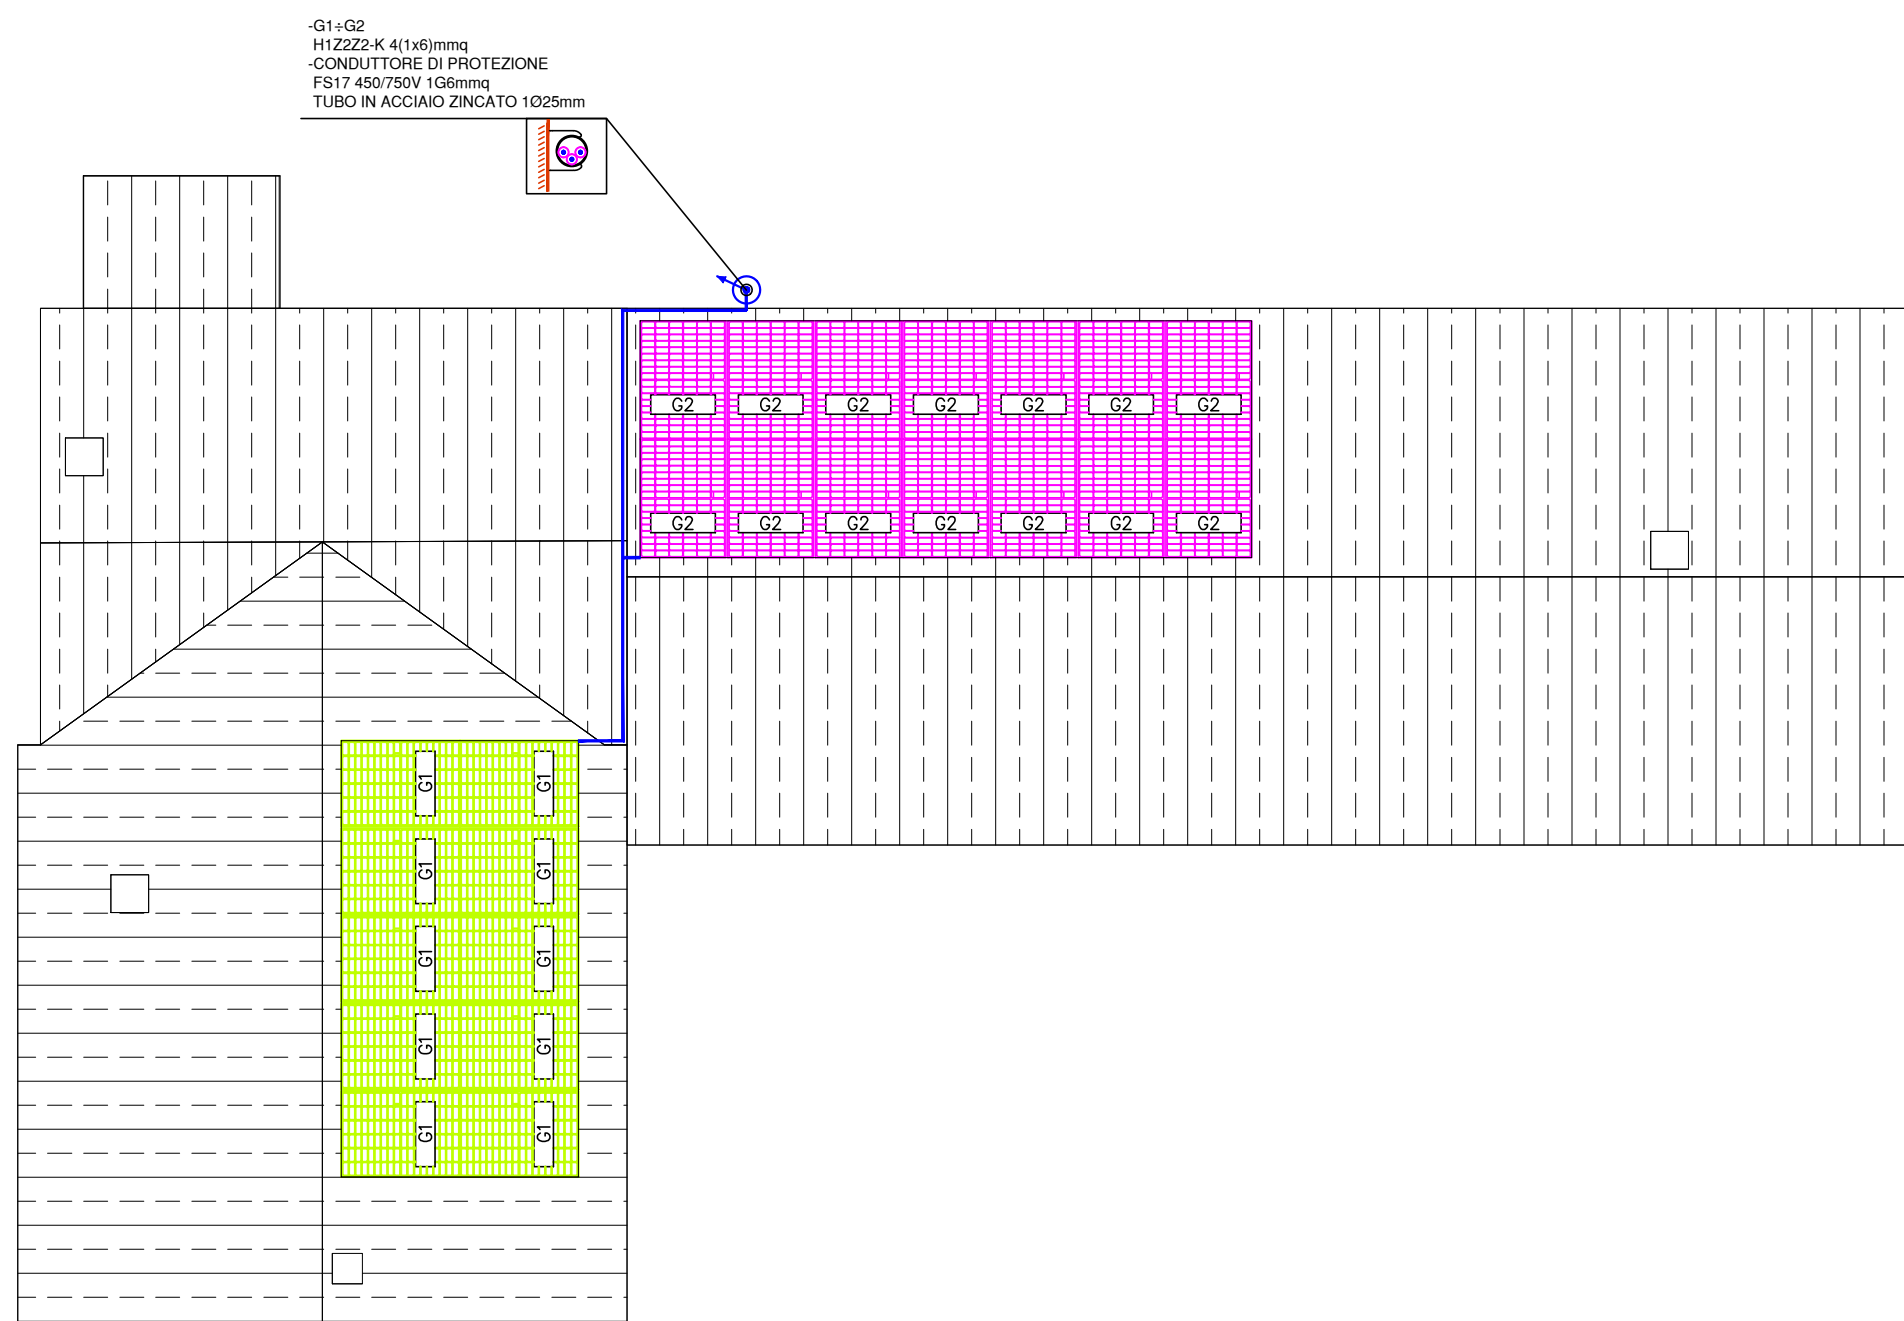 -G1÷G2
H1Z2Z2-K 4(1x6)mmq
-CONDUTTORE DI PROTEZIONE
FS17 450/750V 1G6mmq
TUBO IN ACCIAIO ZINCATO 1Ø25mm
G2 G2 G2 G2 G2 G2 G2
G2 G2 G2 G2 G2 G2 G2
G1 G1
G1 G1
G1 G1
G1 G1
G1 G1